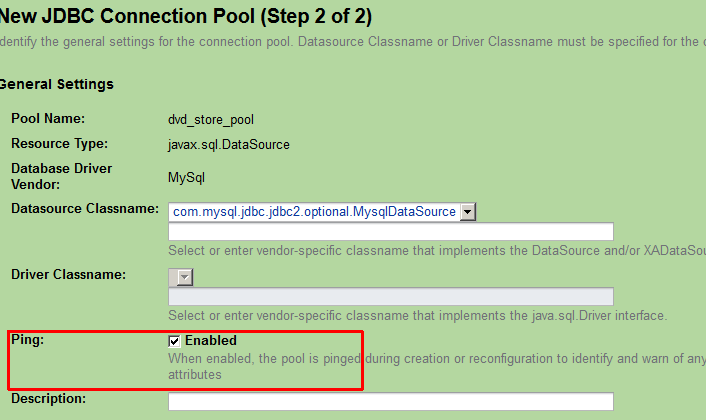 New JDBC Connection Pool (Step 2 of 2)
dentify the general settings for the connection pool. Datasource Classname or Driver Classname must be specified for the c
General Settings
Pool Name: dvd_store_pool
Resource Type: javax.sql.DataSource
Database Driver
Vendor: MySql
Datasource Classname: com.mysql.jdbc.jdbc2.optional.MysqlDataSource
Select or enter vendor-specific classname that implements the DataSource and/or XADataSou
Driver Classname:
Select or enter vendor-specific classname that implements the java.sql.Driver interface.
Ping: Enabled
When enabled, the pool is pinged during creation or reconfiguration to identify and warn of any
attributes
Description: